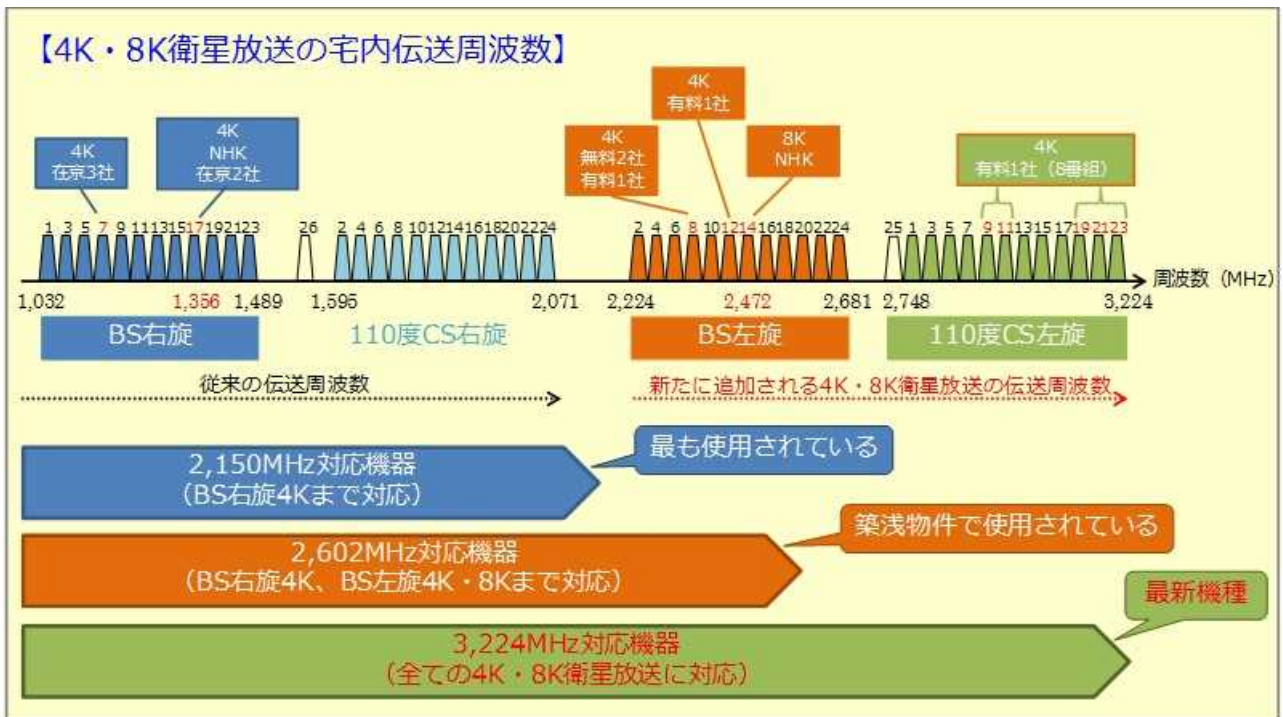 【4K・8K衛星放送の宅内伝送周波数】
4K
在京3社
4K
NHK
在京2社
4K
無料2社
有料1社
4K
有料1社
8K
NHK
4K
有料1社（8番組）
1 3 5 7 9 11 13 15 17 19 21 23
26
2 4 6 8 10 12 14 16 18 20 22 24
2 4 6 8 10 12 14 16 18 20 22 24
25 1 3 5 7 9 11 13 15 17 19 21 23
周波数（MHz）
1,032 1,356 1,489 1,595 2,071 2,224 2,472 2,681 2,748 3,224
BS右旋
110度CS右旋
BS左旋
110度CS左旋
従来の伝送周波数
新たに追加される4K・8K衛星放送の伝送周波数
2,150MHz対応機器
（BS右旋4Kまで対応）
最も使用されている
2,602MHz対応機器
（BS右旋4K、BS左旋4K・8Kまで対応）
築浅物件で使用されている
3,224MHz対応機器
（全ての4K・8K衛星放送に対応）
最新機種